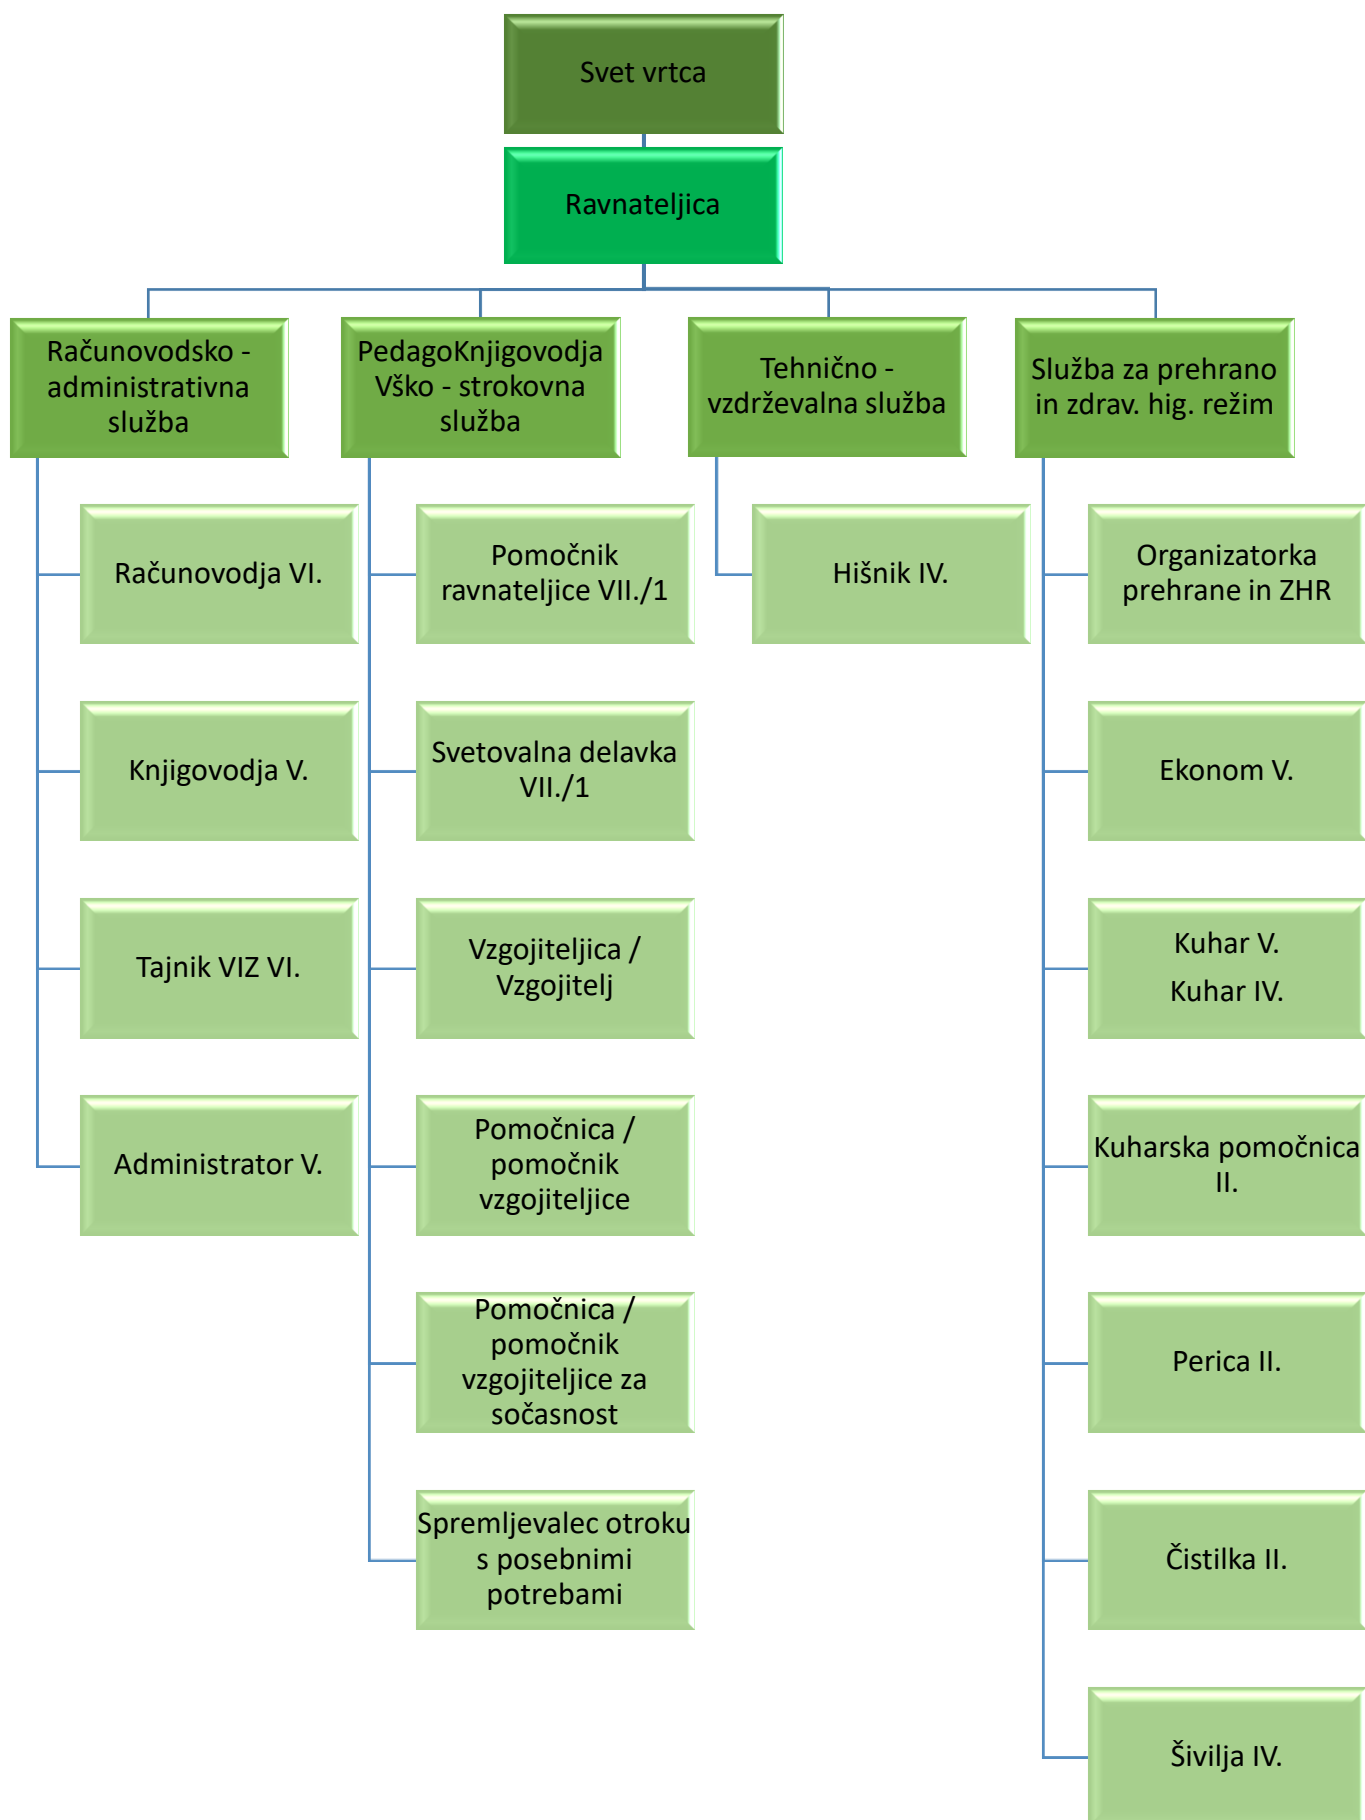 Svet vrtca
Ravnateljica
Računovodsko -
administrativna
služba
Računovodja VI.
Knjigovodja V.
Tajnik VIZ VI.
Administrator V.
PedagoKnjigovodja
Vško - strokovna
služba
Pomočnik
ravnateljice VII./1
Svetovalna delavka
VII./1
Vzgojiteljica /
Vzgojitelj
Pomočnica /
pomočnik
vzgojiteljice
Pomočnica /
pomočnik
vzgojiteljice za
sočasnost
Spremljevalec otroku
s posebnimi
potrebami
Tehnično -
vzdrževalna služba
Hišnik IV.
Služba za prehrano
in zdrav. hig. režim
Organizatorka
prehrane in ZHR
Ekonom V.
Kuhar V.
Kuhar IV.
Kuharska pomočnica
II.
Perica II.
Čistilka II.
Šivilja IV.